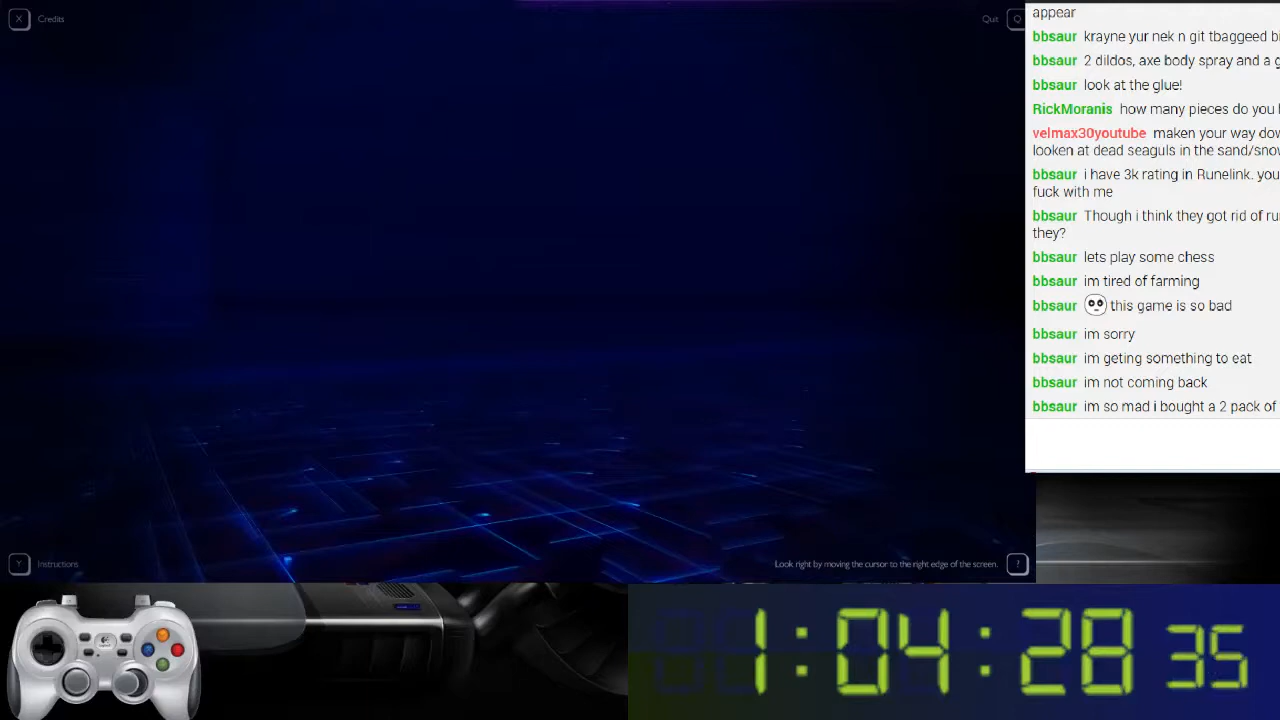 X Credits
Quit Q
appear
bbsaur krayne yur nek n git tbaggeed
bbsaur 2 dildos, axe body spray and a
bbsaur look at the glue!
RickMoranis how many pieces do you
velmax30youtube maken your way
looken at dead seaguls in the sand/snow
bbsaur i have 3k rating in Runelink. you
fuck with me
bbsaur Though i think they got rid of
they?
bbsaur lets play some chess
bbsaur im tired of farming
bbsaur this game is so bad
bbsaur im sorry
bbsaur im geting something to eat
bbsaur im not coming back
bbsaur im so mad i bought a 2 pack of
Y Instructions
Look right by moving the cursor to the right edge of the screen. ?
1:04:28 35